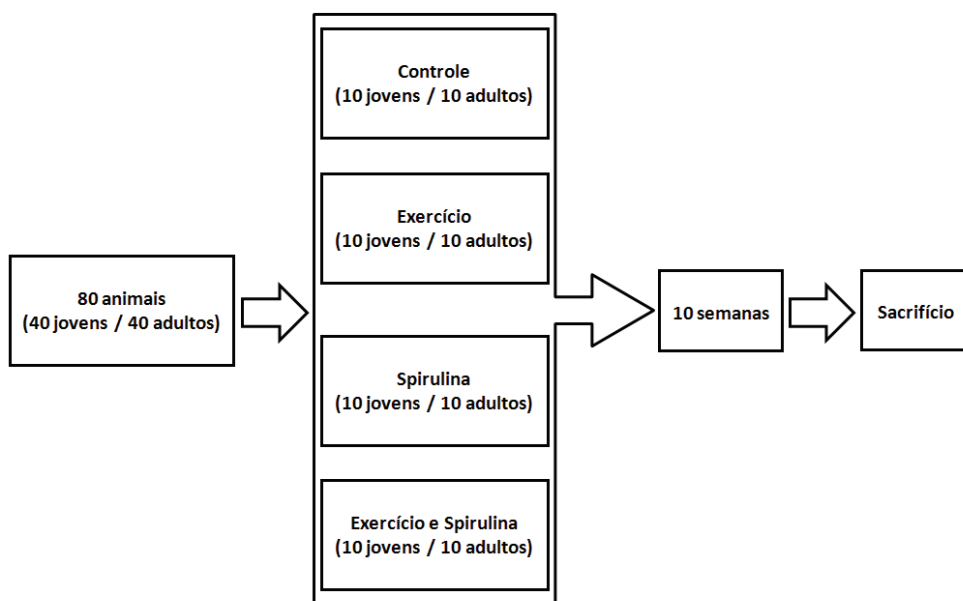 80 animais
(40 jovens / 40 adultos)
Controle
(10 jovens / 10 adultos)
Exercício
(10 jovens / 10 adultos)
Spirulina
(10 jovens / 10 adultos)
Exercício e Spirulina
(10 jovens / 10 adultos)
10 semanas
Sacrifício